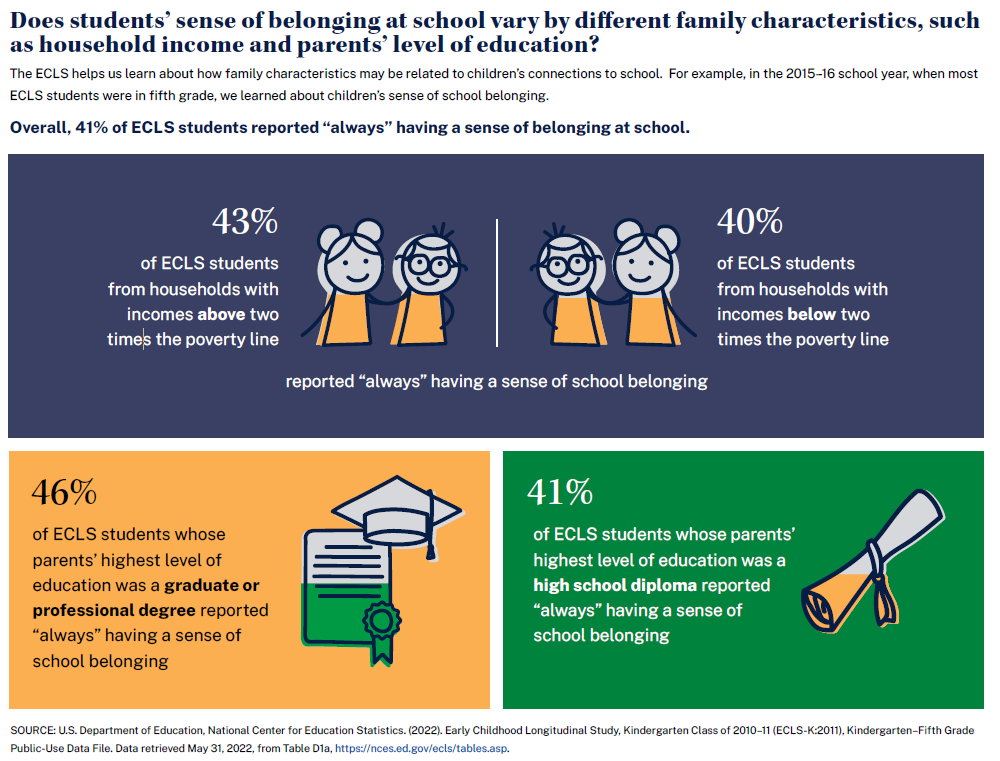 Does students’ sense of belonging at school vary by different family characteristics, such
as household income and parents’ level of education?
The ECLS helps us learn about how family characteristics may be related to children’s connections to school. For example, in the 2015–16 school year, when most
ECLS students were in fifth grade, we learned about children’s sense of school belonging.
Overall, 41% of ECLS students reported “always” having a sense of belonging at school.
43%
of ECLS students
from households with
incomes above two
times the poverty line
40%
of ECLS students
from households with
incomes below two
times the poverty line
reported “always” having a sense of school belonging
46%
of ECLS students whose
parents’ highest level of
education was a graduate or
professional degree reported
“always” having a sense of
school belonging
41%
of ECLS students whose parents’
highest level of education was a
high school diploma reported
“always” having a sense of
school belonging
SOURCE: U.S. Department of Education, National Center for Education Statistics. (2022). Early Childhood Longitudinal Study, Kindergarten Class of 2010–11 (ECLS-K:2011), Kindergarten–Fifth Grade
Public-Use Data File. Data retrieved May 31, 2022, from Table D1a, https://nces.ed.gov/ecls/tables.asp.